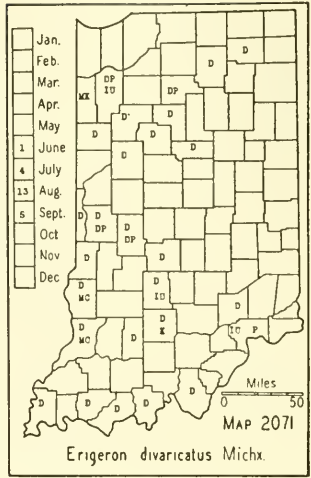 Jan.
D
Feb.
D
DP
Mar.
IU
DP
MK
Apr.
D'
D
May
D
D
1 June
D
D
4 July
13 Aug.
5 Sept.
D
D
DP
D
DP
Oct
Nov
D
D
Dec
D
MC
D
IU
D
D
MC
D
D
K
IU
P
Miles
0 50
D
D
D
D
D
MAP 2071
Erigeron divaricatus Michx.